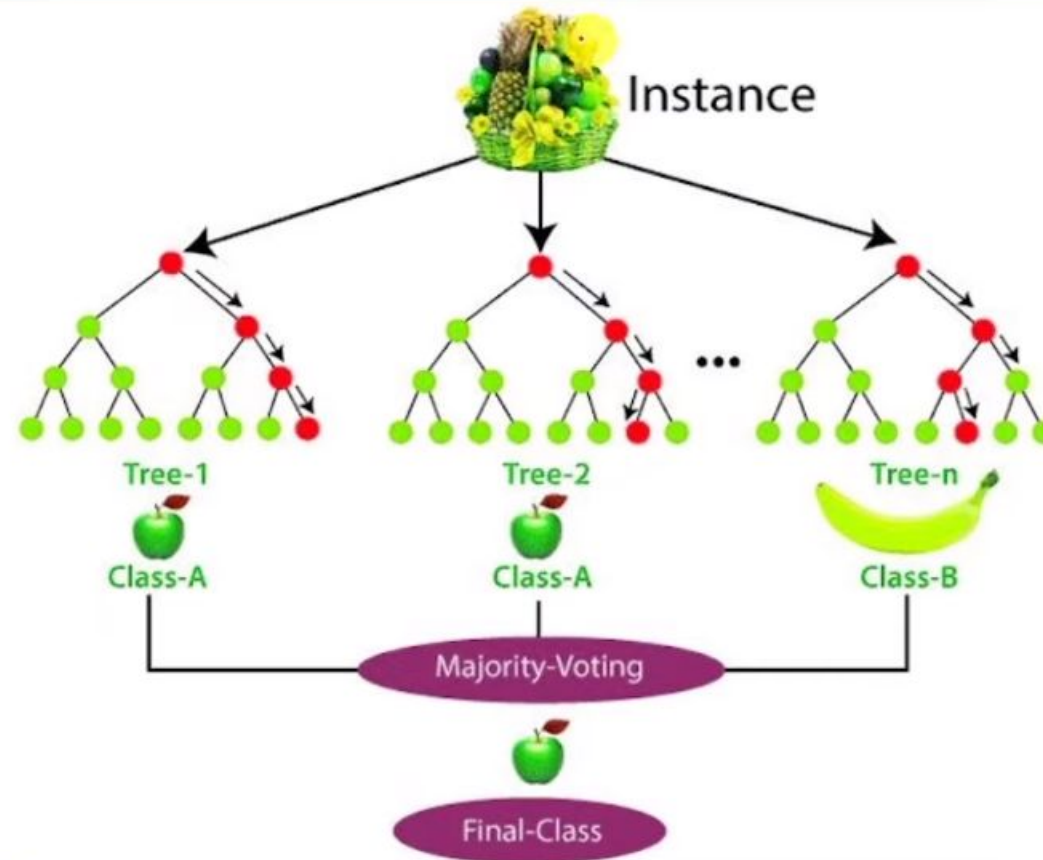 Instance
...
Tree-1
Tree-2
Tree-n
Class-A
Class-A
Class-B
Majority-Voting
Final-Class